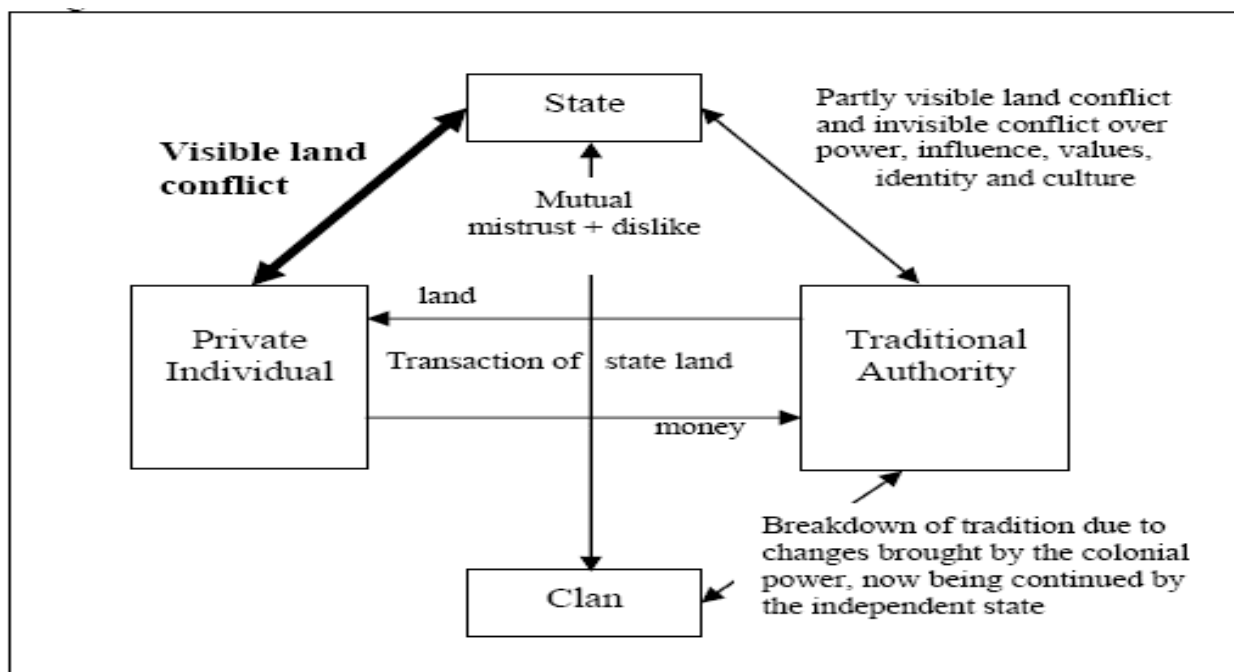 State
Partly visible land conflict
and invisible conflict over
power, influence, values,
identity and culture
Visible land
conflict
Mutual
mistrust + dislike
land
Private
Individual
Traditional
Authority
Transaction of state land
money
Breakdown of tradition due to
changes brought by the colonial
power, now being continued by
the independent state
Clan